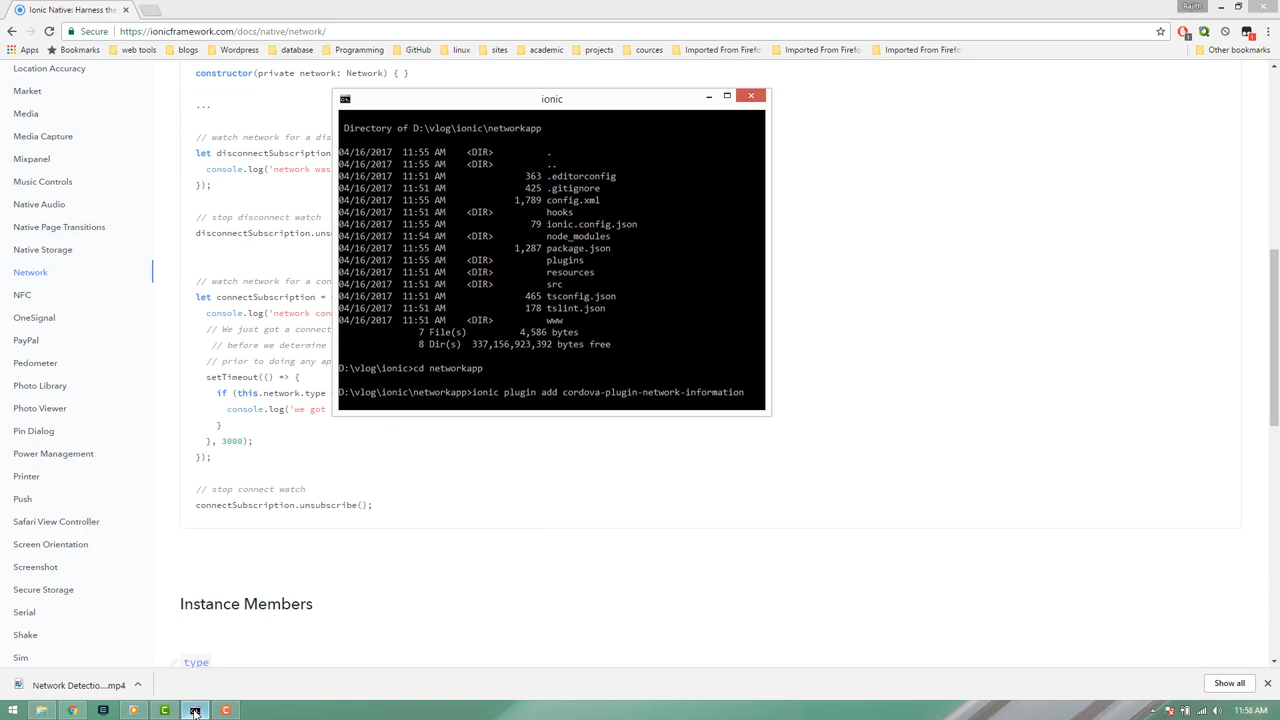 Ionic Native: Harness the
Rajith
Secure
https://ionicframework.com/docs/native/network/
Apps
Bookmarks
web tools
blogs
Wordpress
database
Programming
GitHub
linux
sites
academic
projects
cources
Imported From Firefo
Imported From Firefo
Imported From Firefo
Other bookmarks
Location Accuracy
Market
Media
Media Capture
Mixpanel
Music Controls
Native Audio
Native Page Transitions
Native Storage
Network
NFC
OneSignal
PayPal
Pedometer
Photo Library
Photo Viewer
Pin Dialog
Power Management
Printer
Push
Safari View Controller
Screen Orientation
Screenshot
Secure Storage
Serial
Shake
Sim
constructor(private network: Network) { }
...
// watch network for a dis
let disconnectSubscription
console.log('network was
});
// stop disconnect watch
disconnectSubscription.uns
// watch network for a con
let connectSubscription =
console.log('network con
// We just got a connect
// before we determine
// prior to doing any ap
setTimeout(() => {
if (this.network.type
console.log('we got
}
}, 3000);
});
// stop connect watch
connectSubscription.unsubscribe();
Instance Members
type
ionic
Directory of D:\vlog\ionic\networkapp
04/16/2017 11:55 AM <DIR> .
04/16/2017 11:55 AM <DIR> ..
04/16/2017 11:51 AM 363 .editorconfig
04/16/2017 11:51 AM 425 .gitignore
04/16/2017 11:51 AM 1,789 config.xml
04/16/2017 11:51 AM <DIR> hooks
04/16/2017 11:51 AM 79 ionic.config.json
04/16/2017 11:54 AM <DIR> node_modules
04/16/2017 11:51 AM 1,287 package.json
04/16/2017 11:55 AM <DIR> plugins
04/16/2017 11:51 AM <DIR> resources
04/16/2017 11:51 AM <DIR> src
04/16/2017 11:51 AM 465 tsconfig.json
04/16/2017 11:51 AM 178 tslint.json
04/16/2017 11:51 AM <DIR> www
7 File(s) 4,586 bytes
8 Dir(s) 337,156,923,392 bytes free
D:\vlog\ionic>cd networkapp
D:\vlog\ionic\networkapp>ionic plugin add cordova-plugin-network-information
Network Detectio....mp4
Show all
11:58 AM